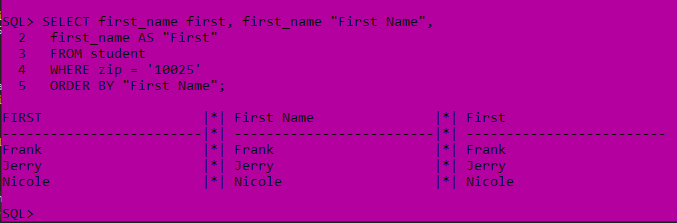 SQL> SELECT first_name first, first_name "First Name",
  2   first_name AS "First"
  3   FROM student
  4   WHERE zip = '10025'
  5   ORDER BY "First Name";
FIRST                     |*| First Name                |*| First
-------------------------|*| -------------------------|*| -------------------------
Frank                     |*| Frank                     |*| Frank
Jerry                     |*| Jerry                     |*| Jerry
Nicole                    |*| Nicole                    |*| Nicole
SQL>